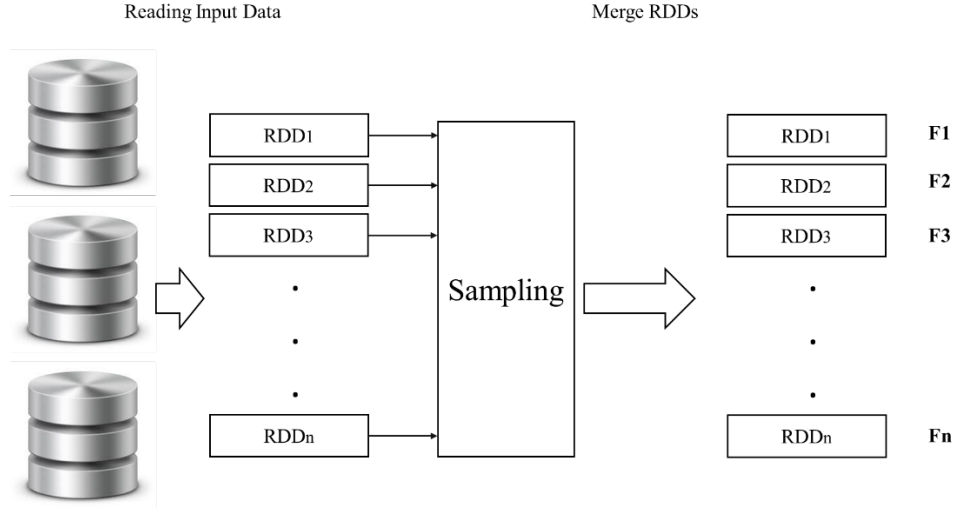 Reading Input Data
Merge RDDs
RDD1
RDD2
RDD3
RDDn
Sampling
RDD1 F1
RDD2 F2
RDD3 F3
RDDn Fn